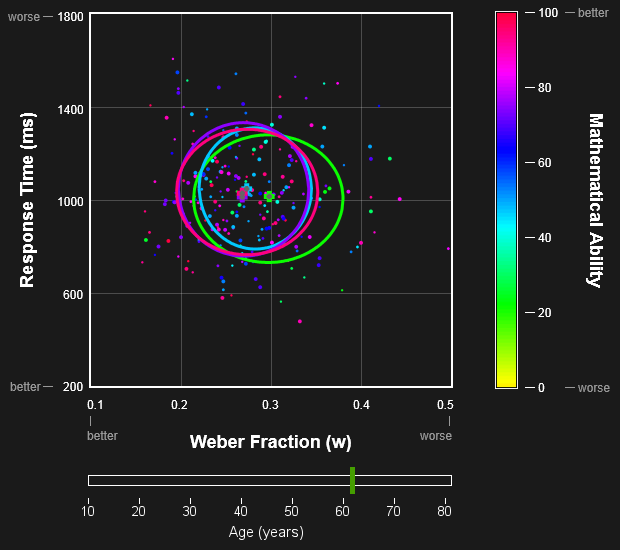 worse
1800
1400
1000
600
better
200
Response Time (ms)
0.1
0.2
0.3
0.4
0.5
better
worse
Weber Fraction (w)
10
20
30
40
50
60
70
80
Age (years)
100
better
80
60
40
20
0
worse
Mathematical Ability